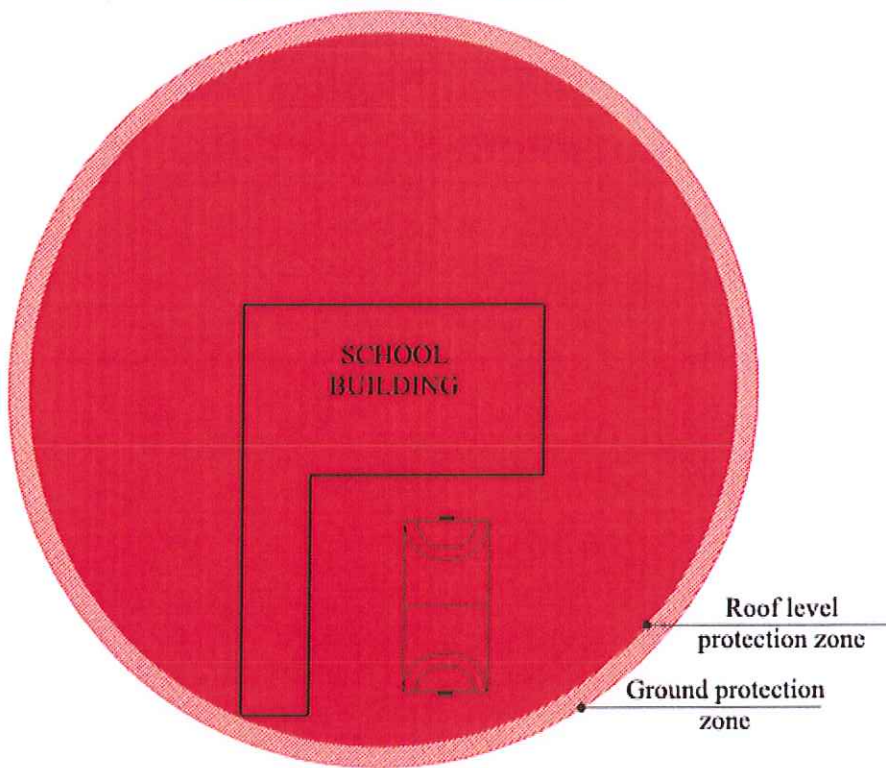 SCHOOL
BUILDING
Roof level
protection zone
Ground protection
zone